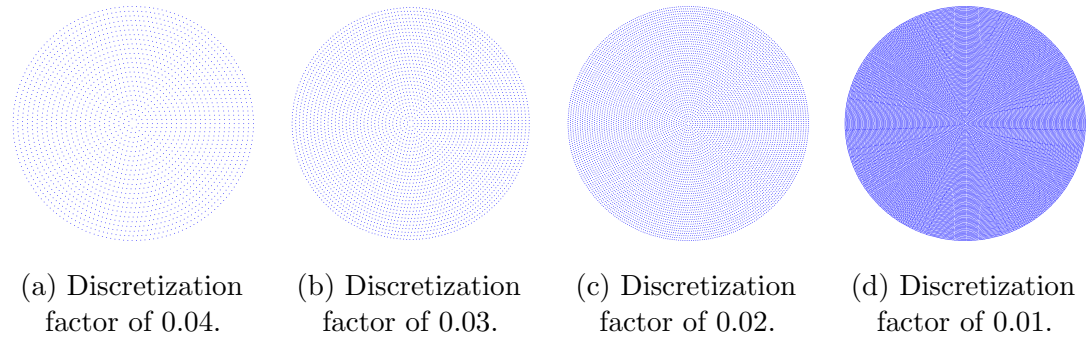 (a) Discretization
factor of 0.04.
(b) Discretization
factor of 0.03.
(c) Discretization
factor of 0.02.
(d) Discretization
factor of 0.01.